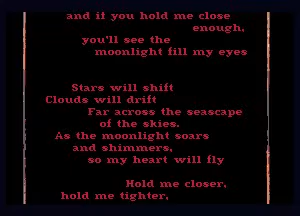 and if you hold me close
enough,
you'll see the
moonlight fill my eyes
Stars will shift
Clouds will drift
Far across the seascape
of the skies.
As the moonlight soars
and shimmers,
so my heart will fly
Hold me closer,
hold me tighter,